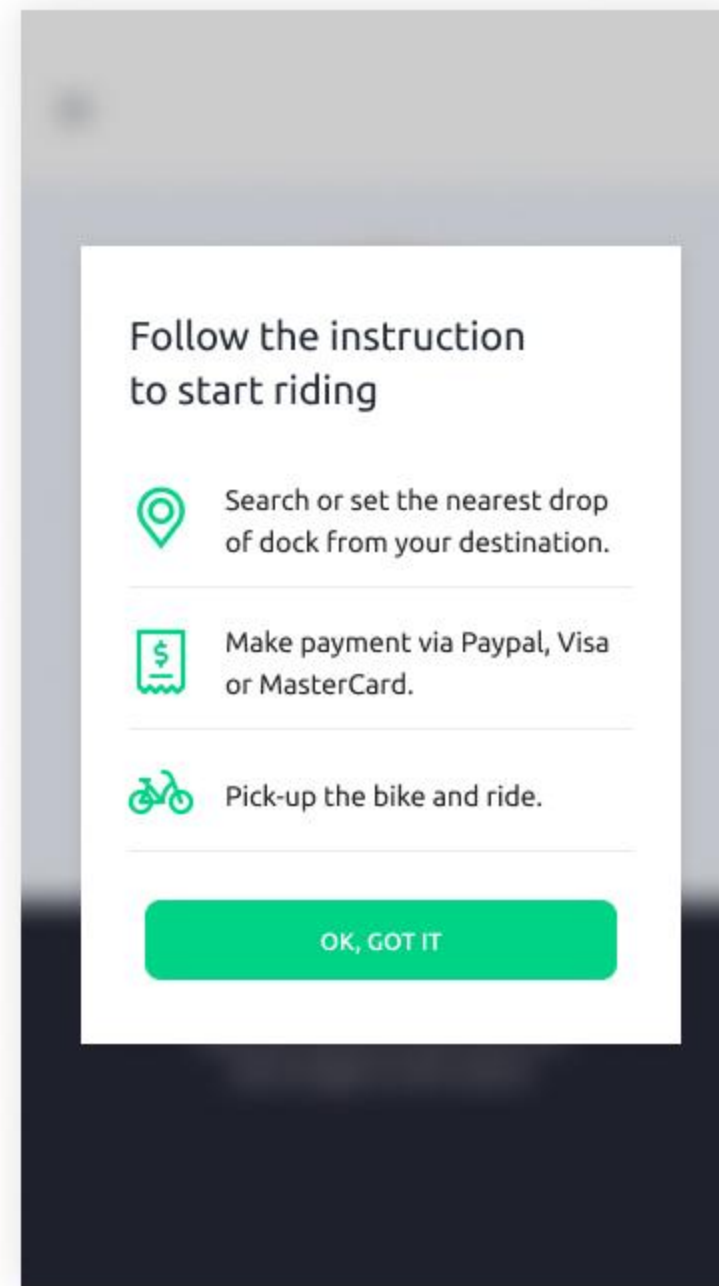 Follow the instruction
to start riding
Search or set the nearest drop
of dock from your destination.
$
Make payment via Paypal, Visa
or MasterCard.
Pick-up the bike and ride.
OK, GOT IT